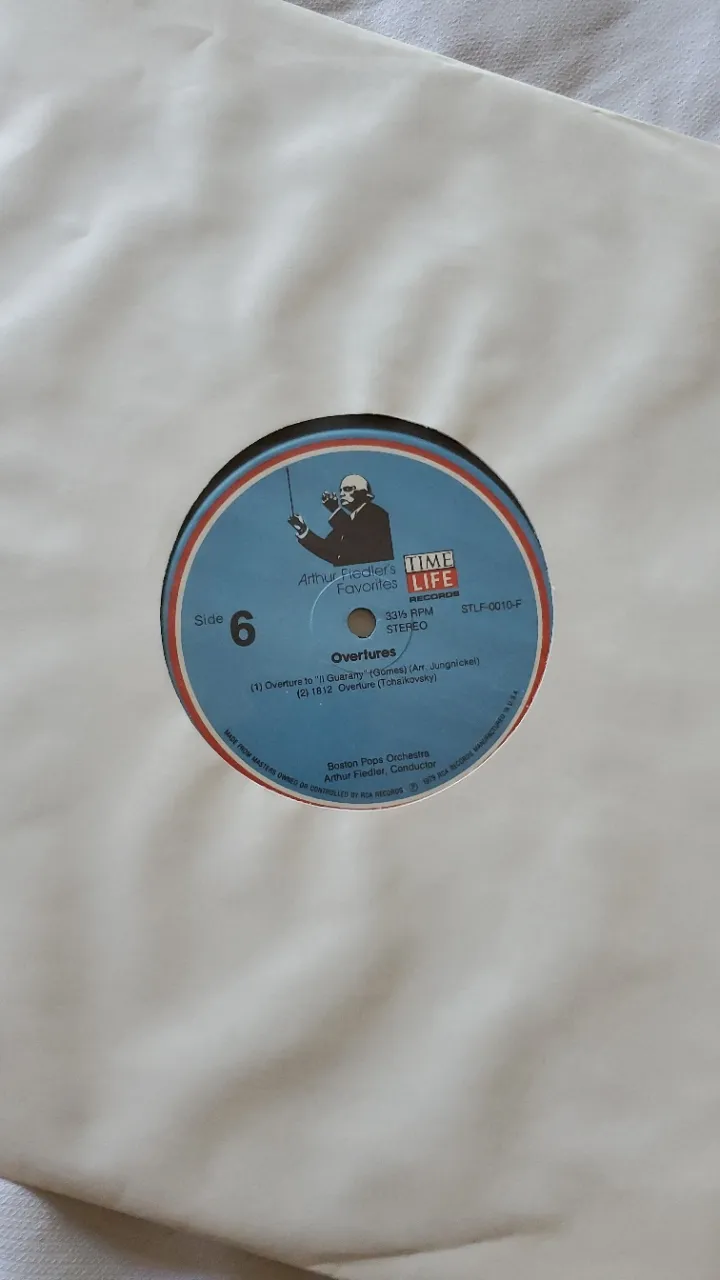 Arthur Fiedler's
Favorites
TIME
LIFE
RECORDS
Side 6
33⅓ RPM
STEREO
STLF-0010-F
Overtures
(1) Overture to "Il Guarany" (Gomes) (Arr. Jungnickel)
(2) 1812 Overture (Tchaikovsky)
Boston Pops Orchestra
Arthur Fiedler, Conductor
MADE FROM MASTERS OWNED OR CONTROLLED BY RCA RECORDS ℗ 1979 RCA RECORDS MANUFACTURED IN U.S.A.